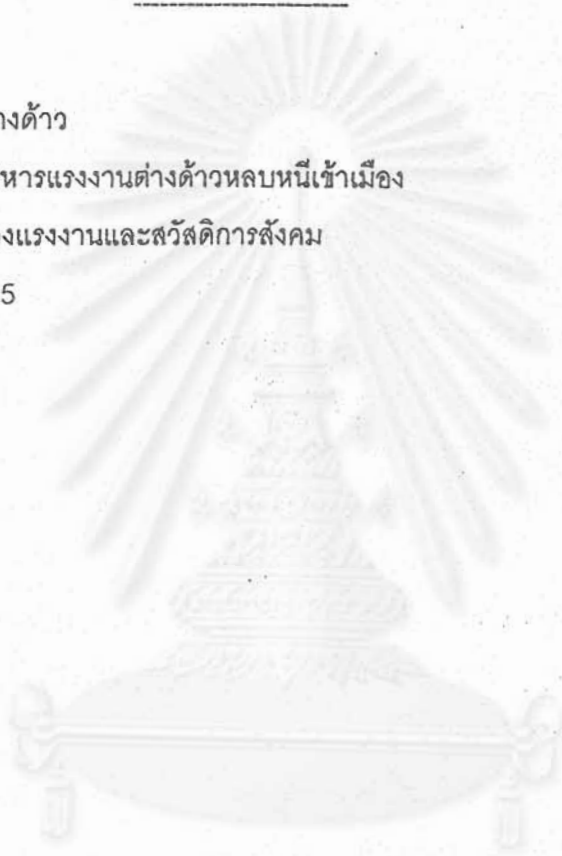 างด้าว
หารแรงงานต่างด้าวหลบหนีเข้าเมือง
งแรงงานและสวัสดิการสังคม
5